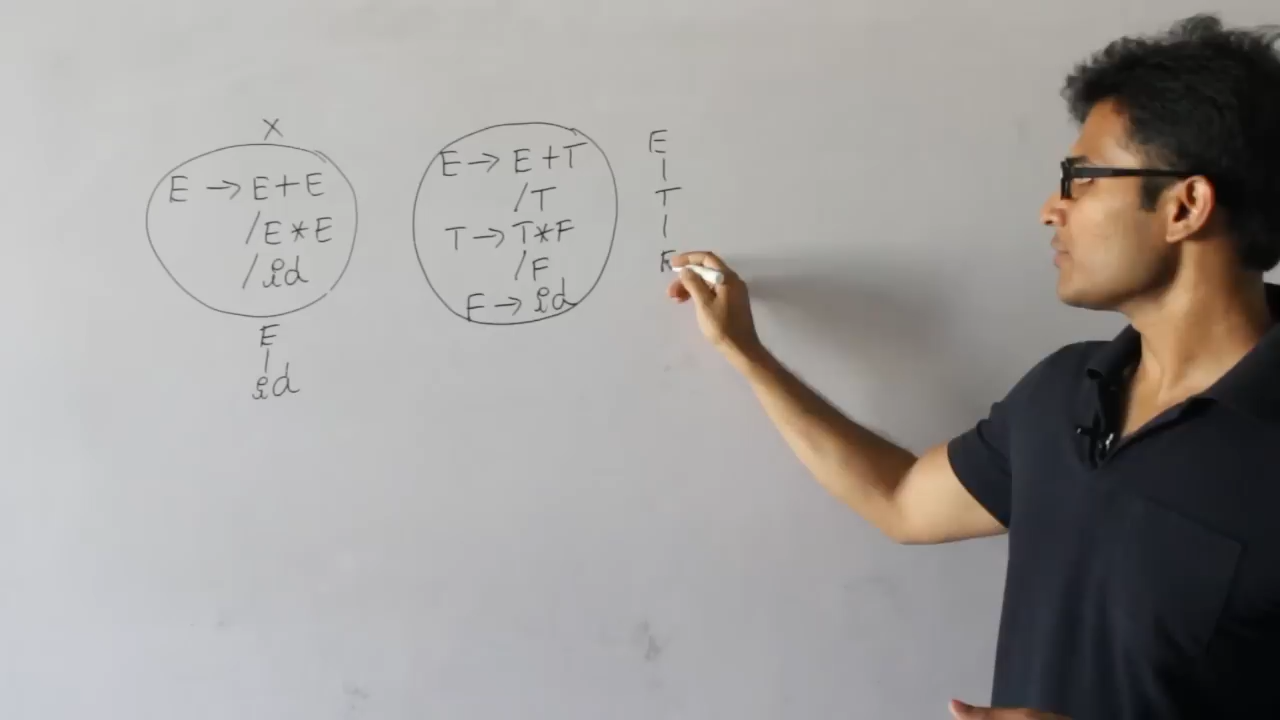 X
E → E + E
/ E * E
/ id
E
|
id
E → E + T
/ T
T → T * F
/ F
F → id
E
|
T
|
F